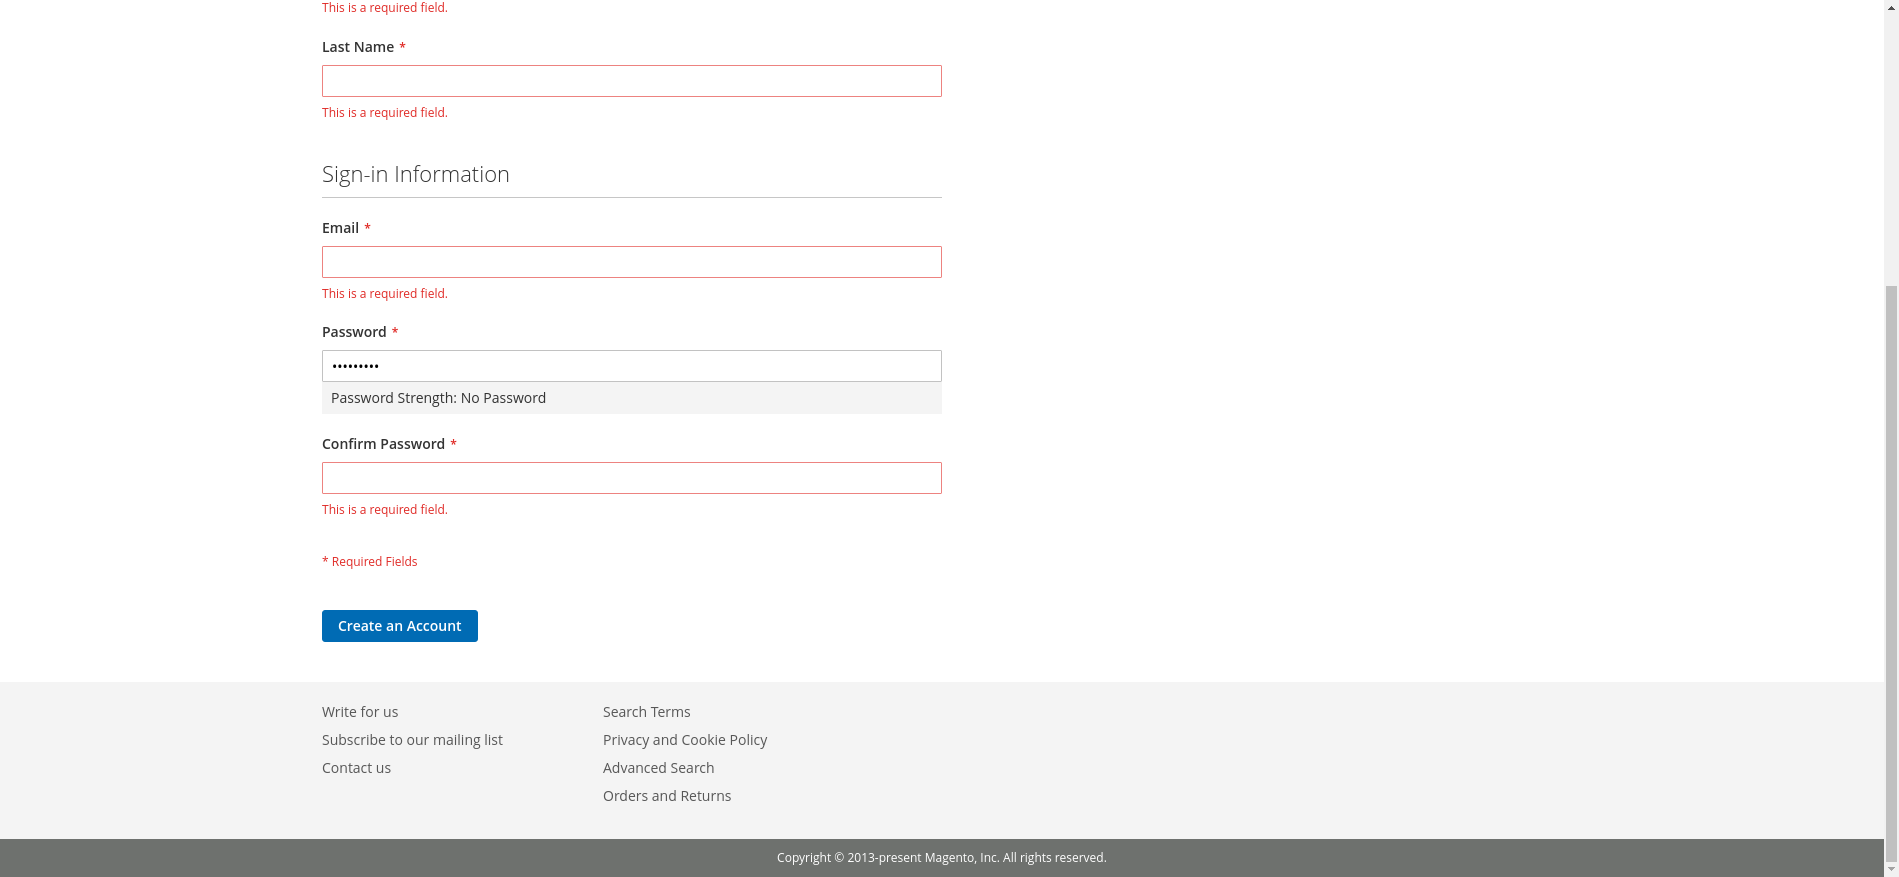 This is a required field.
Last Name *
This is a required field.
Sign-in Information
Email *
This is a required field.
Password *
•••••••••
Password Strength: No Password
Confirm Password *
This is a required field.
* Required Fields
Create an Account
Write for us
Subscribe to our mailing list
Contact us
Search Terms
Privacy and Cookie Policy
Advanced Search
Orders and Returns
Copyright © 2013-present Magento, Inc. All rights reserved.